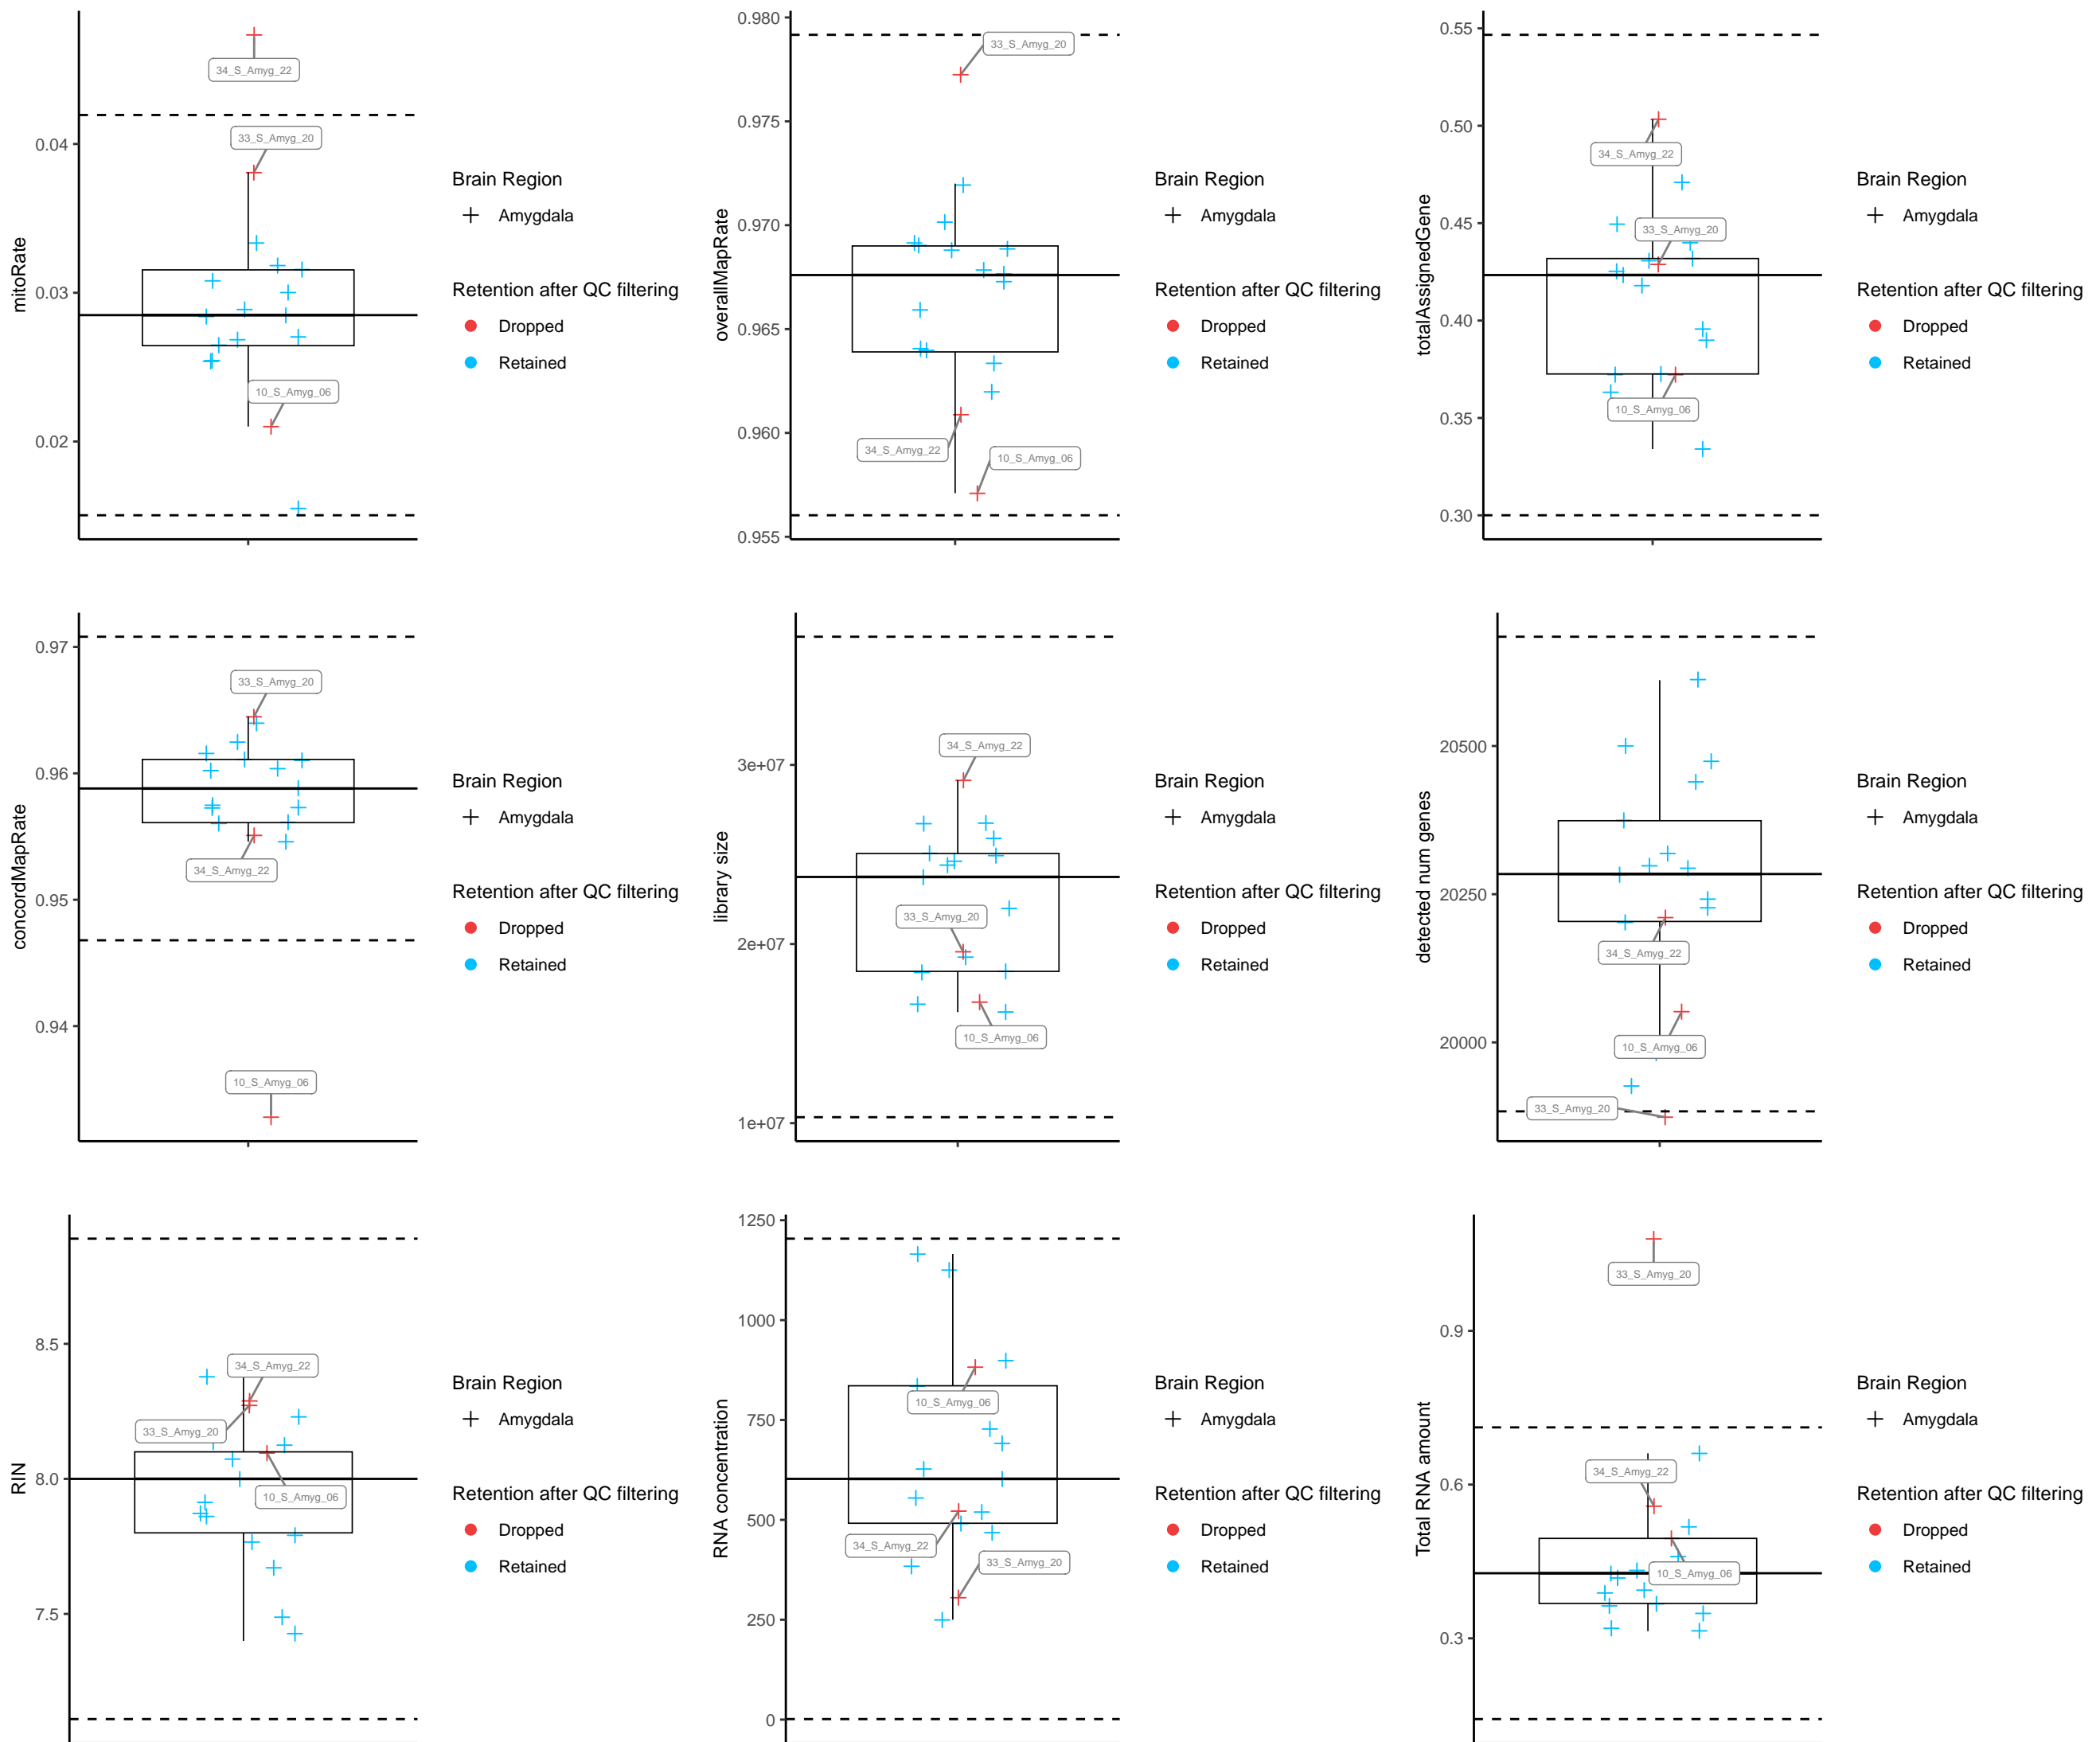 mitoRate
0.04
0.03
0.02
34_S_Amyg_22
33_S_Amyg_20
10_S_Amyg_06
Brain Region
Amygdala
Retention after QC filtering
Dropped
Retained
overallMapRate
0.980
0.975
0.970
0.965
0.960
0.955
33_S_Amyg_20
34_S_Amyg_22
10_S_Amyg_06
Brain Region
Amygdala
Retention after QC filtering
Dropped
Retained
totalAssignedGene
0.55
0.50
0.45
0.40
0.35
0.30
34_S_Amyg_22
33_S_Amyg_20
10_S_Amyg_06
Brain Region
Amygdala
Retention after QC filtering
Dropped
Retained
concordMapRate
0.97
0.96
0.95
0.94
33_S_Amyg_20
34_S_Amyg_22
10_S_Amyg_06
Brain Region
Amygdala
Retention after QC filtering
Dropped
Retained
library size
3e+07
2e+07
1e+07
34_S_Amyg_22
33_S_Amyg_20
10_S_Amyg_06
Brain Region
Amygdala
Retention after QC filtering
Dropped
Retained
detected num genes
20500
20250
20000
34_S_Amyg_22
10_S_Amyg_06
33_S_Amyg_20
Brain Region
Amygdala
Retention after QC filtering
Dropped
Retained
RIN
8.5
8.0
7.5
34_S_Amyg_22
33_S_Amyg_20
10_S_Amyg_06
Brain Region
Amygdala
Retention after QC filtering
Dropped
Retained
RNA concentration
1250
1000
750
500
250
0
10_S_Amyg_06
34_S_Amyg_22
33_S_Amyg_20
Brain Region
Amygdala
Retention after QC filtering
Dropped
Retained
Total RNA amount
0.9
0.6
0.3
33_S_Amyg_20
34_S_Amyg_22
10_S_Amyg_06
Brain Region
Amygdala
Retention after QC filtering
Dropped
Retained